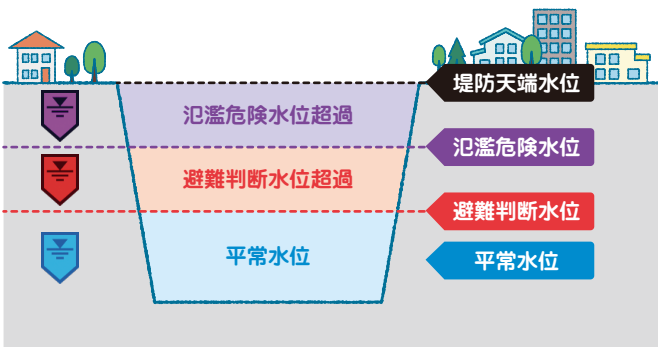 堤防天端水位
氾濫危険水位超過
氾濫危険水位
避難判断水位超過
避難判断水位
平常水位
平常水位